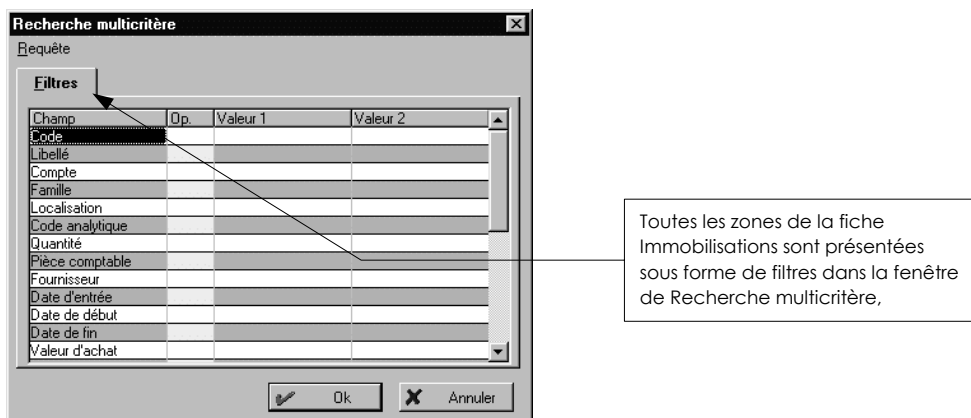 Recherche multicritère
Requête
Filtres
Champ Op. Valeur 1 Valeur 2
Code
Libellé
Compte
Famille
Localisation
Code analytique
Quantité
Pièce comptable
Fournisseur
Date d'entrée
Date de début
Date de fin
Valeur d'achat
Ok Annuler
Toutes les zones de la fiche
Immobilisations sont présentées
sous forme de filtres dans la fenêtre
de Recherche multicritère,